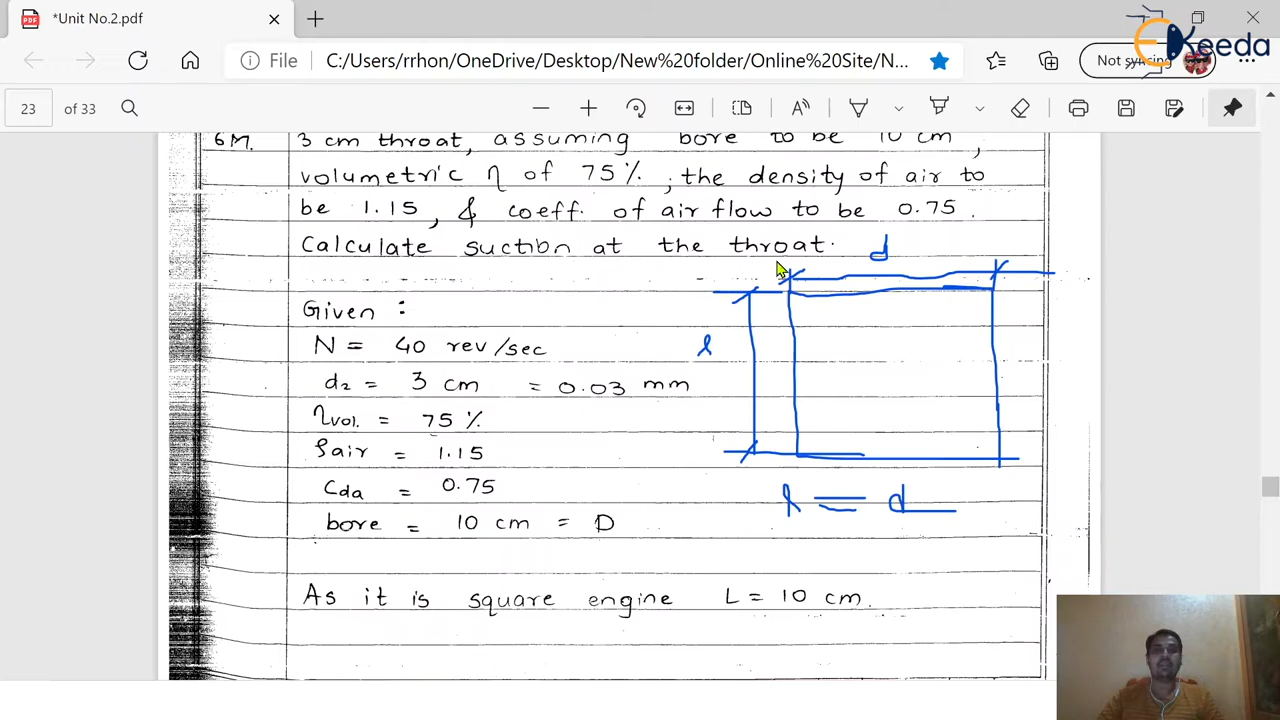 *Unit No.2.pdf
EKeeda
File
C:/Users/rrhon/OneDrive/Desktop/New%20folder/Online%20Site/N...
Not syncing
23 of 33
6M. 3 cm throat, assuming bore to be 10 cm,
volumetric η of 75%, the density of air to
be 1.15, & coeff. of air flow to be 0.75.
Calculate suction at the throat.
d
Given :
N = 40 rev/sec
l
d2 = 3 cm = 0.03 mm
ηvol. = 75 %
ρair = 1.15
Cda = 0.75
l = d
bore = 10 cm = D
As it is square engine L = 10 cm.